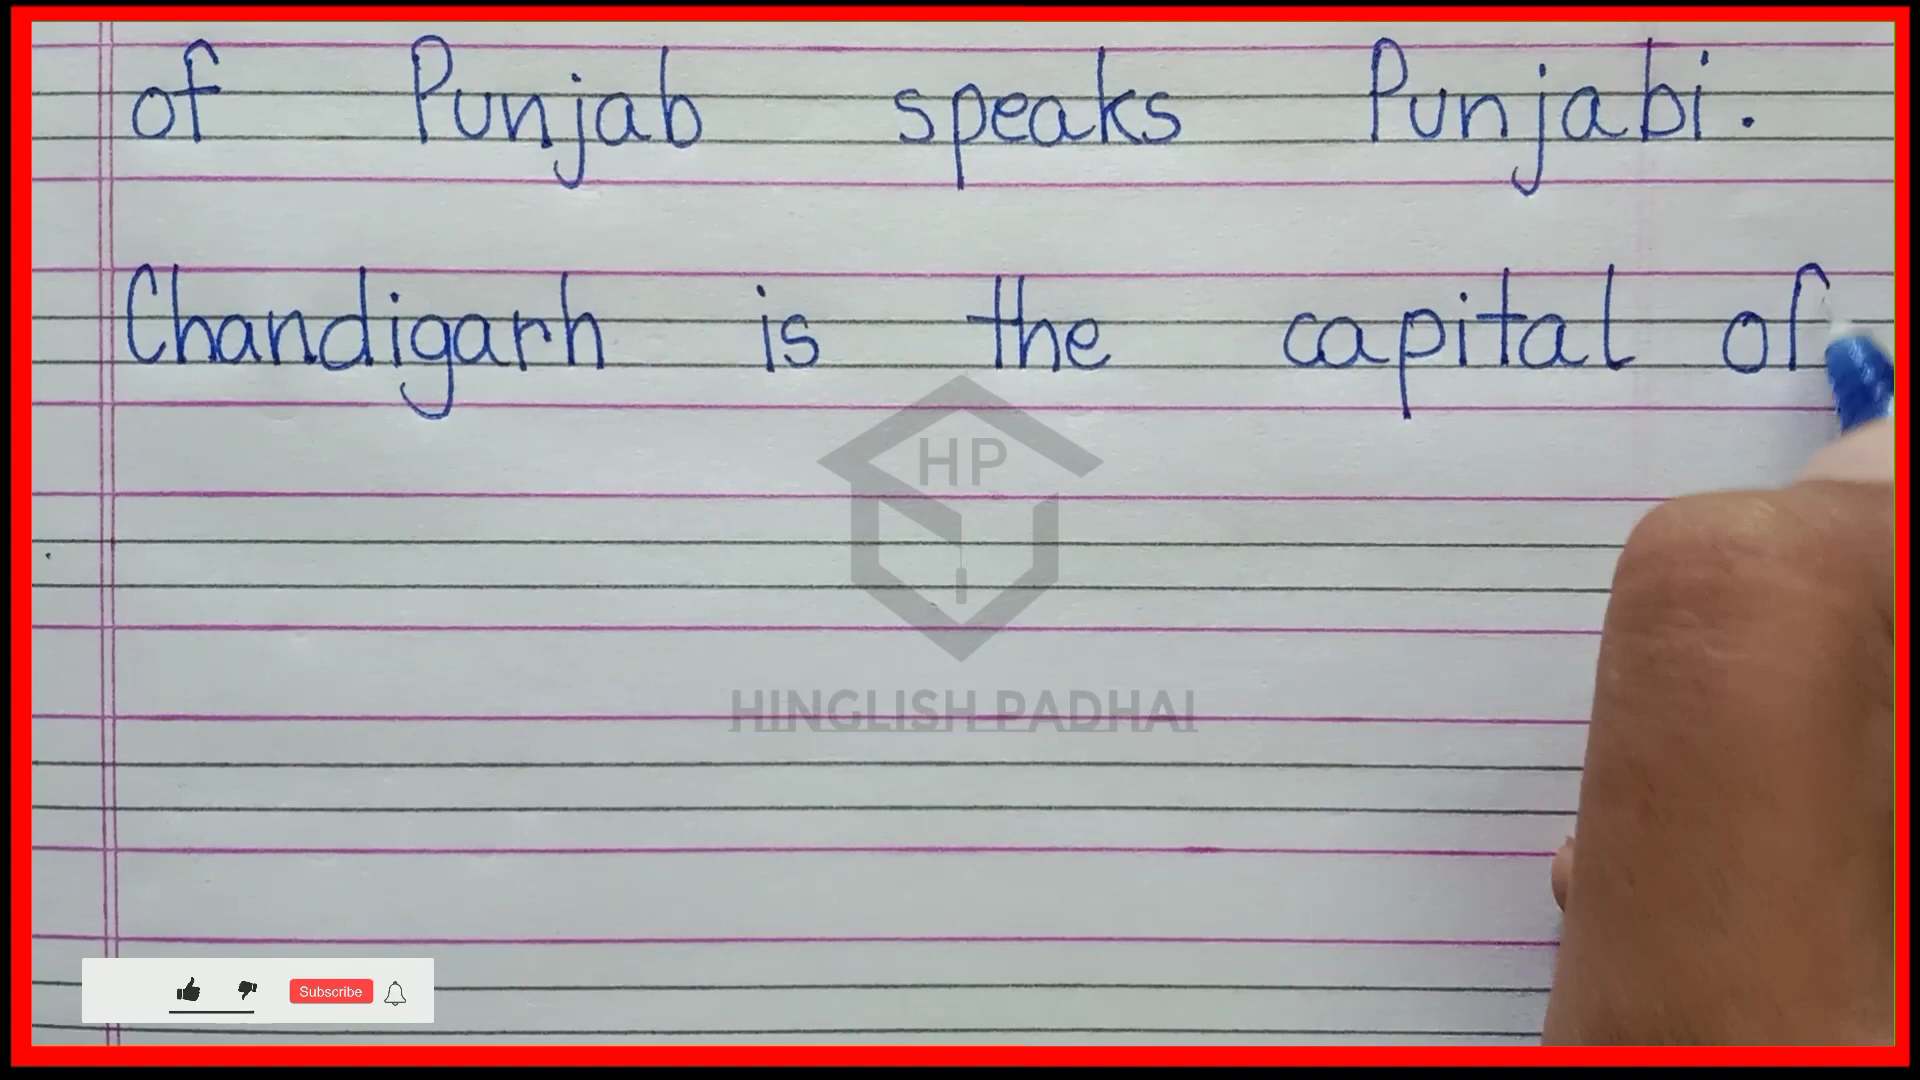 of Punjab speaks Punjabi.
Chandigarh is the capital of
HP
HINGLISH PADHAI
Subscribe